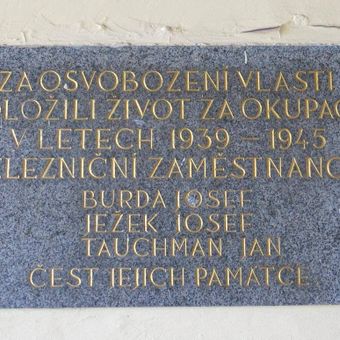 ZA OSVOBOZENÍ VLASTI
OLOŽILI ŽIVOT ZA OKUPAC
V LETECH 1939 – 1945
ELEZNIČNÍ ZAMĚSTNANC
BURDA JOSEF
JEŽEK JOSEF
TAUCHMAN JAN
ČEST JEJICH PAMÁTCE